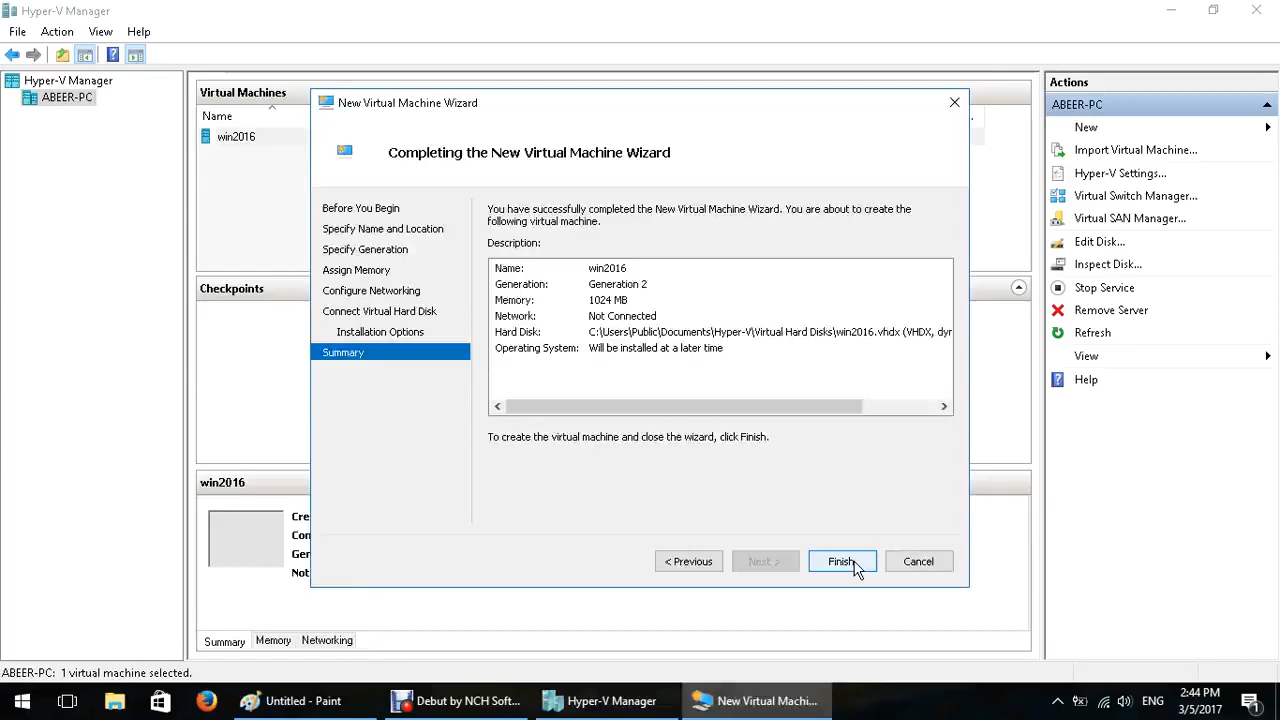 Hyper-V Manager
File Action View Help
Hyper-V Manager
ABEER-PC
Virtual Machines
Name
win2016
Checkpoints
win2016
Cre
Con
Gen
Not
Summary Memory Networking
New Virtual Machine Wizard
Completing the New Virtual Machine Wizard
Before You Begin
Specify Name and Location
Specify Generation
Assign Memory
Configure Networking
Connect Virtual Hard Disk
Installation Options
Summary
You have successfully completed the New Virtual Machine Wizard. You are about to create the
following virtual machine.
Description:
Name: win2016
Generation: Generation 2
Memory: 1024 MB
Network: Not Connected
Hard Disk: C:\Users\Public\Documents\Hyper-V\Virtual Hard Disks\win2016.vhdx (VHDX, dyr
Operating System: Will be installed at a later time
To create the virtual machine and close the wizard, click Finish.
< Previous Next > Finish Cancel
Actions
ABEER-PC
New
Import Virtual Machine...
Hyper-V Settings...
Virtual Switch Manager...
Virtual SAN Manager...
Edit Disk...
Inspect Disk...
Stop Service
Remove Server
Refresh
View
Help
ABEER-PC: 1 virtual machine selected.
Untitled - Paint Debut by NCH Soft... Hyper-V Manager New Virtual Machi... ENG 2:44 PM
3/5/2017